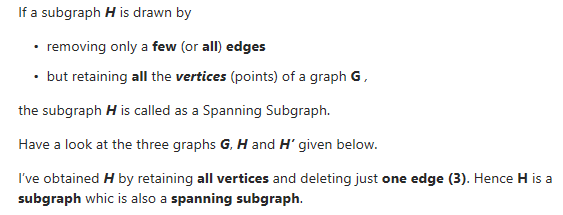 If a subgraph H is drawn by
• removing only a few (or all) edges
• but retaining all the vertices (points) of a graph G ,
the subgraph H is called as a Spanning Subgraph.
Have a look at the three graphs G, H and H’ given below.
I’ve obtained H by retaining all vertices and deleting just one edge (3). Hence H is a
subgraph whic is also a spanning subgraph.